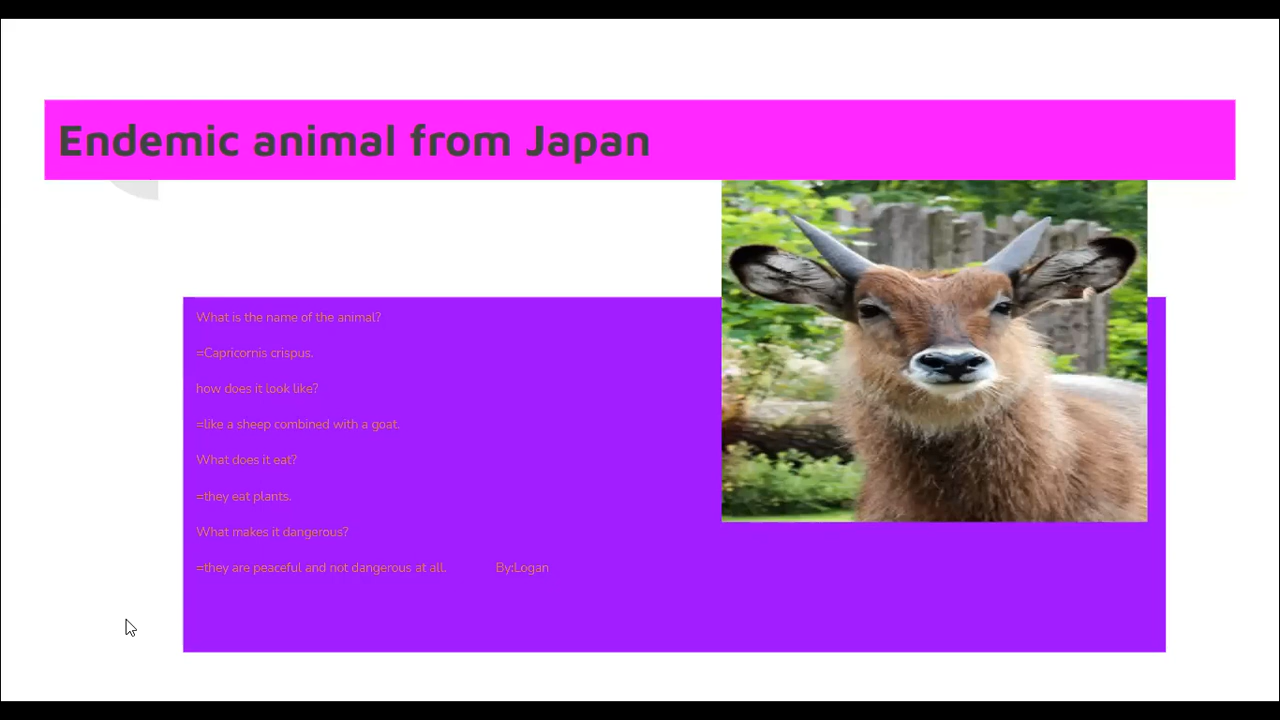 Endemic animal from Japan
What is the name of the animal?
=Capricornis crispus.
how does it look like?
=like a sheep combined with a goat.
What does it eat?
=they eat plants.
What makes it dangerous?
=they are peaceful and not dangerous at all. By:Logan